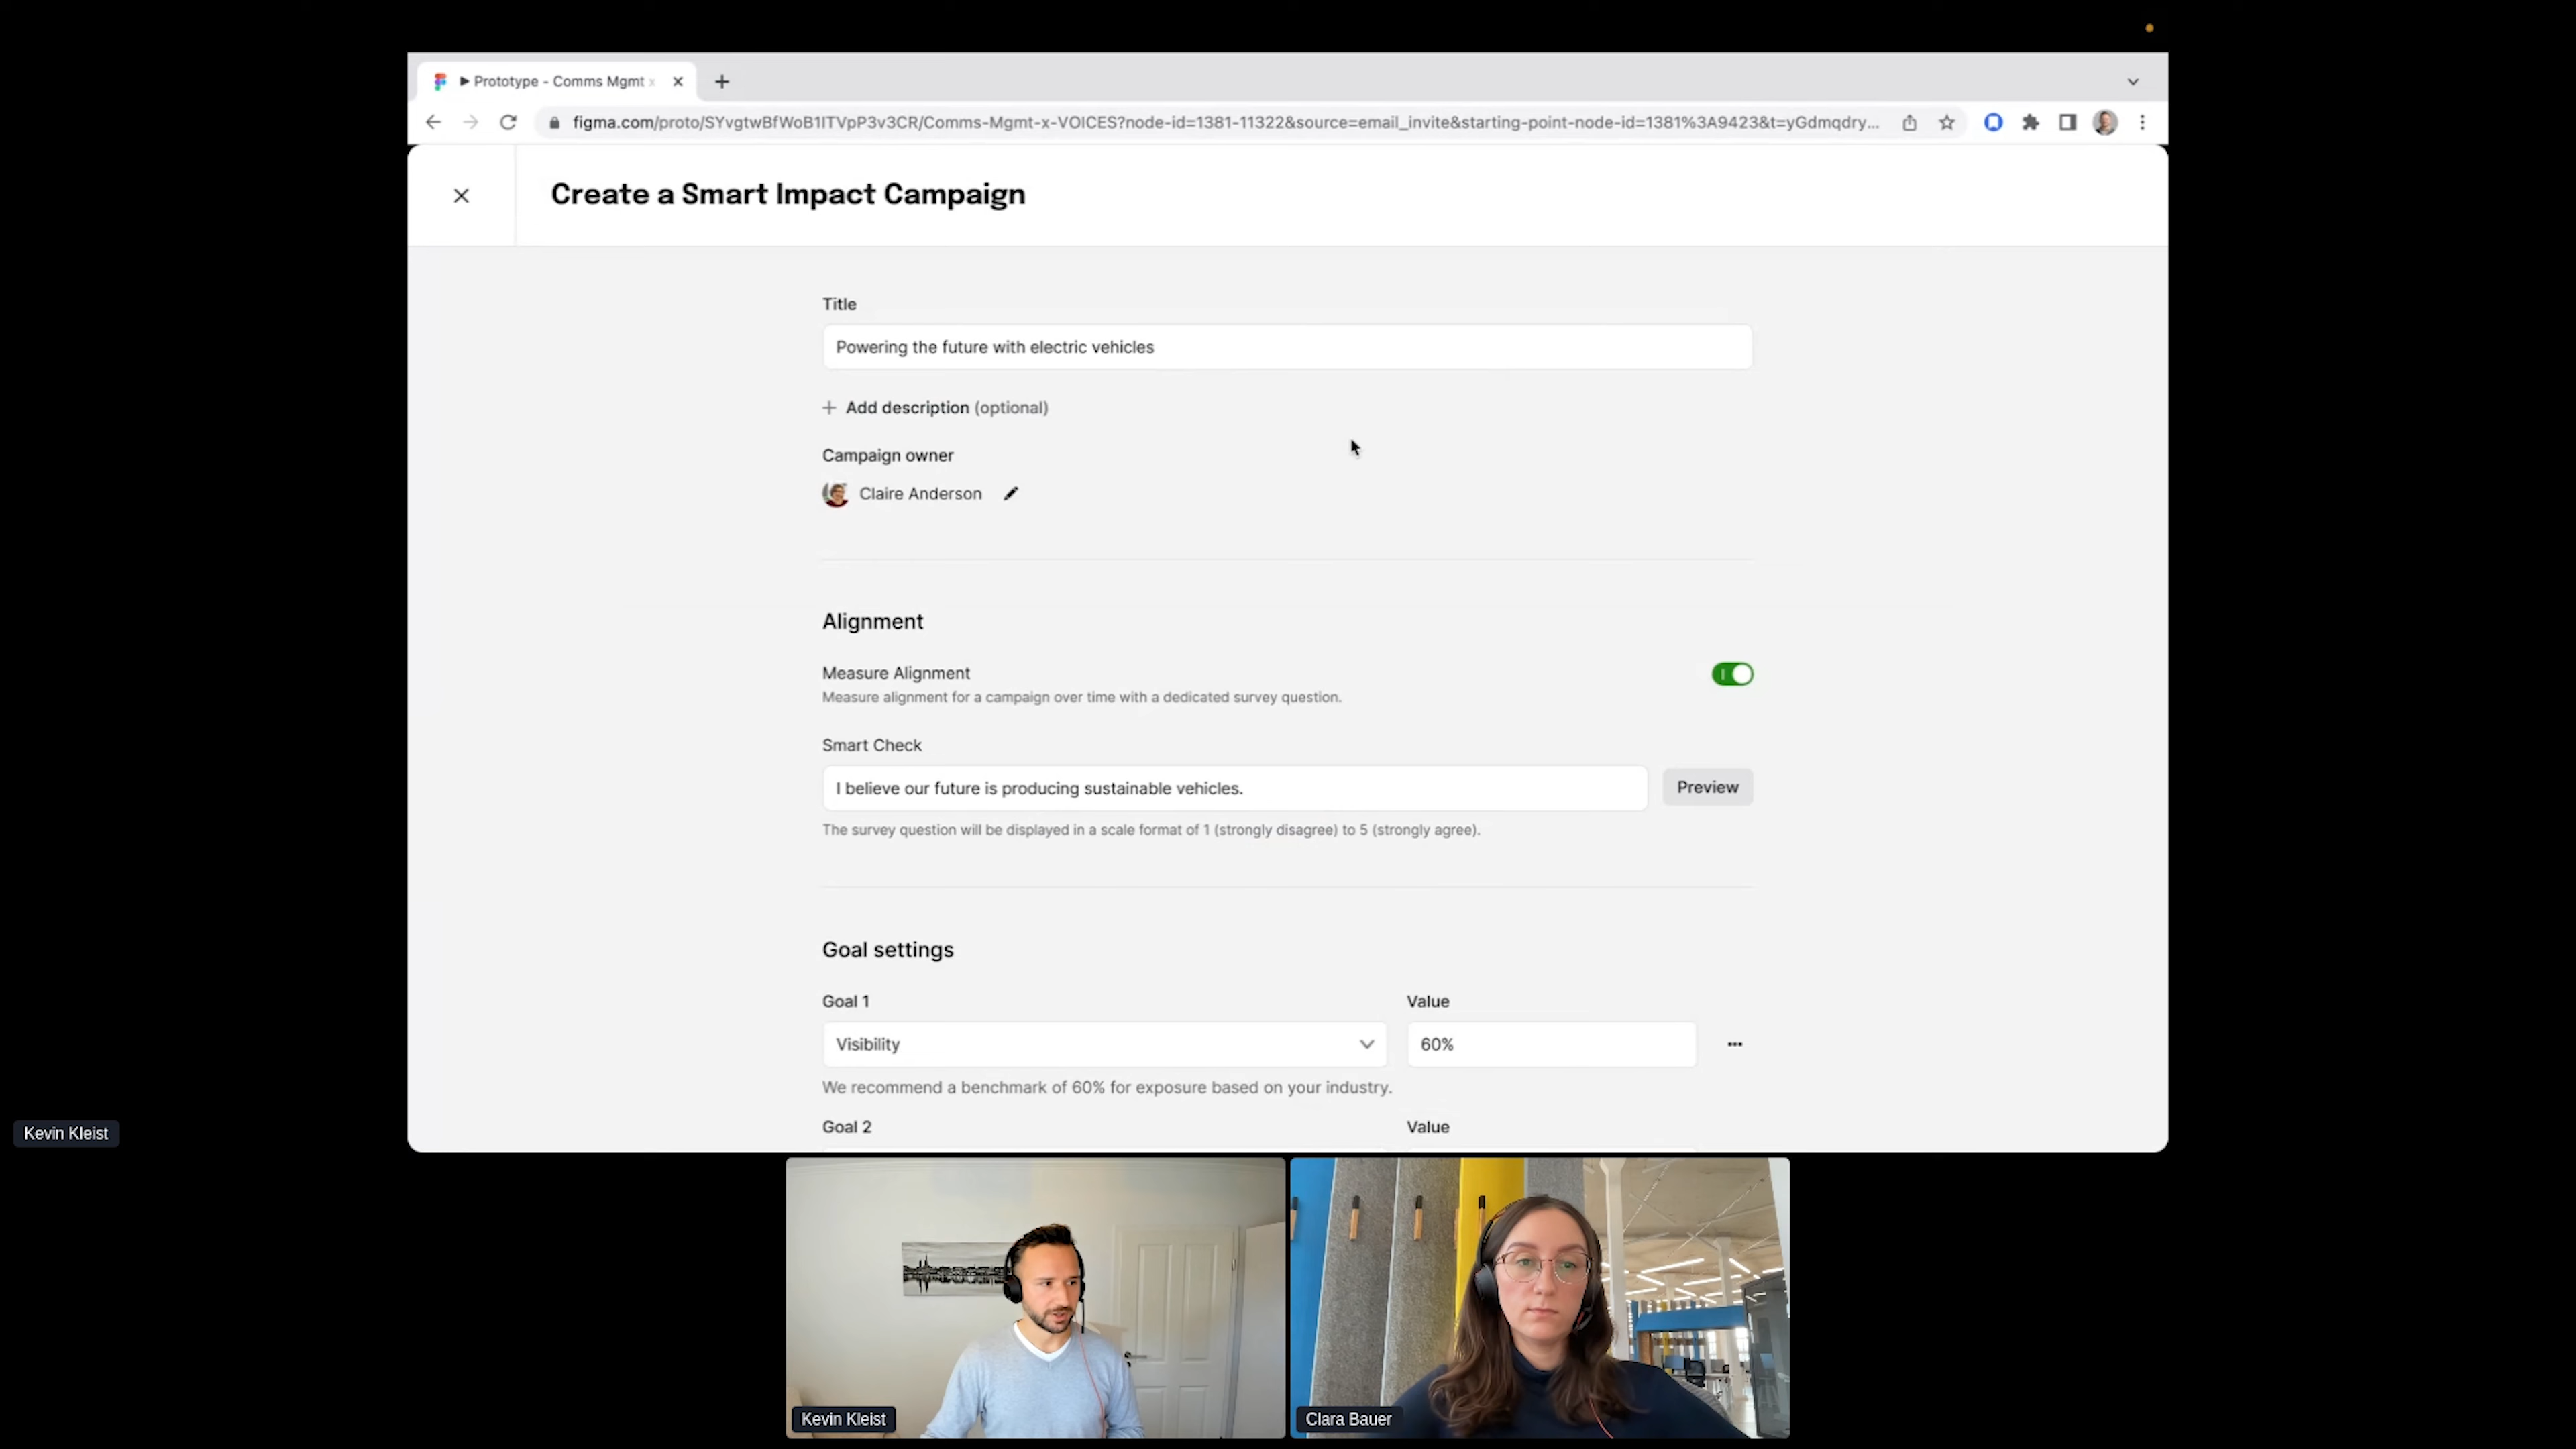 Prototype - Comms Mgmt
figma.com/proto/SYvgtwBfWoB1ITVpP3v3CR/Comms-Mgmt-x-VOICES?node-id=1381-11322&source=email_invite&starting-point-node-id=1381%3A9423&t=yGdmqdry...
Create a Smart Impact Campaign
Title
Powering the future with electric vehicles
Add description (optional)
Campaign owner
Claire Anderson
Alignment
Measure Alignment
Measure alignment for a campaign over time with a dedicated survey question.
Smart Check
I believe our future is producing sustainable vehicles.
Preview
The survey question will be displayed in a scale format of 1 (strongly disagree) to 5 (strongly agree).
Goal settings
Goal 1
Value
Visibility
60%
We recommend a benchmark of 60% for exposure based on your industry.
Goal 2
Value
Kevin Kleist
Kevin Kleist
Clara Bauer